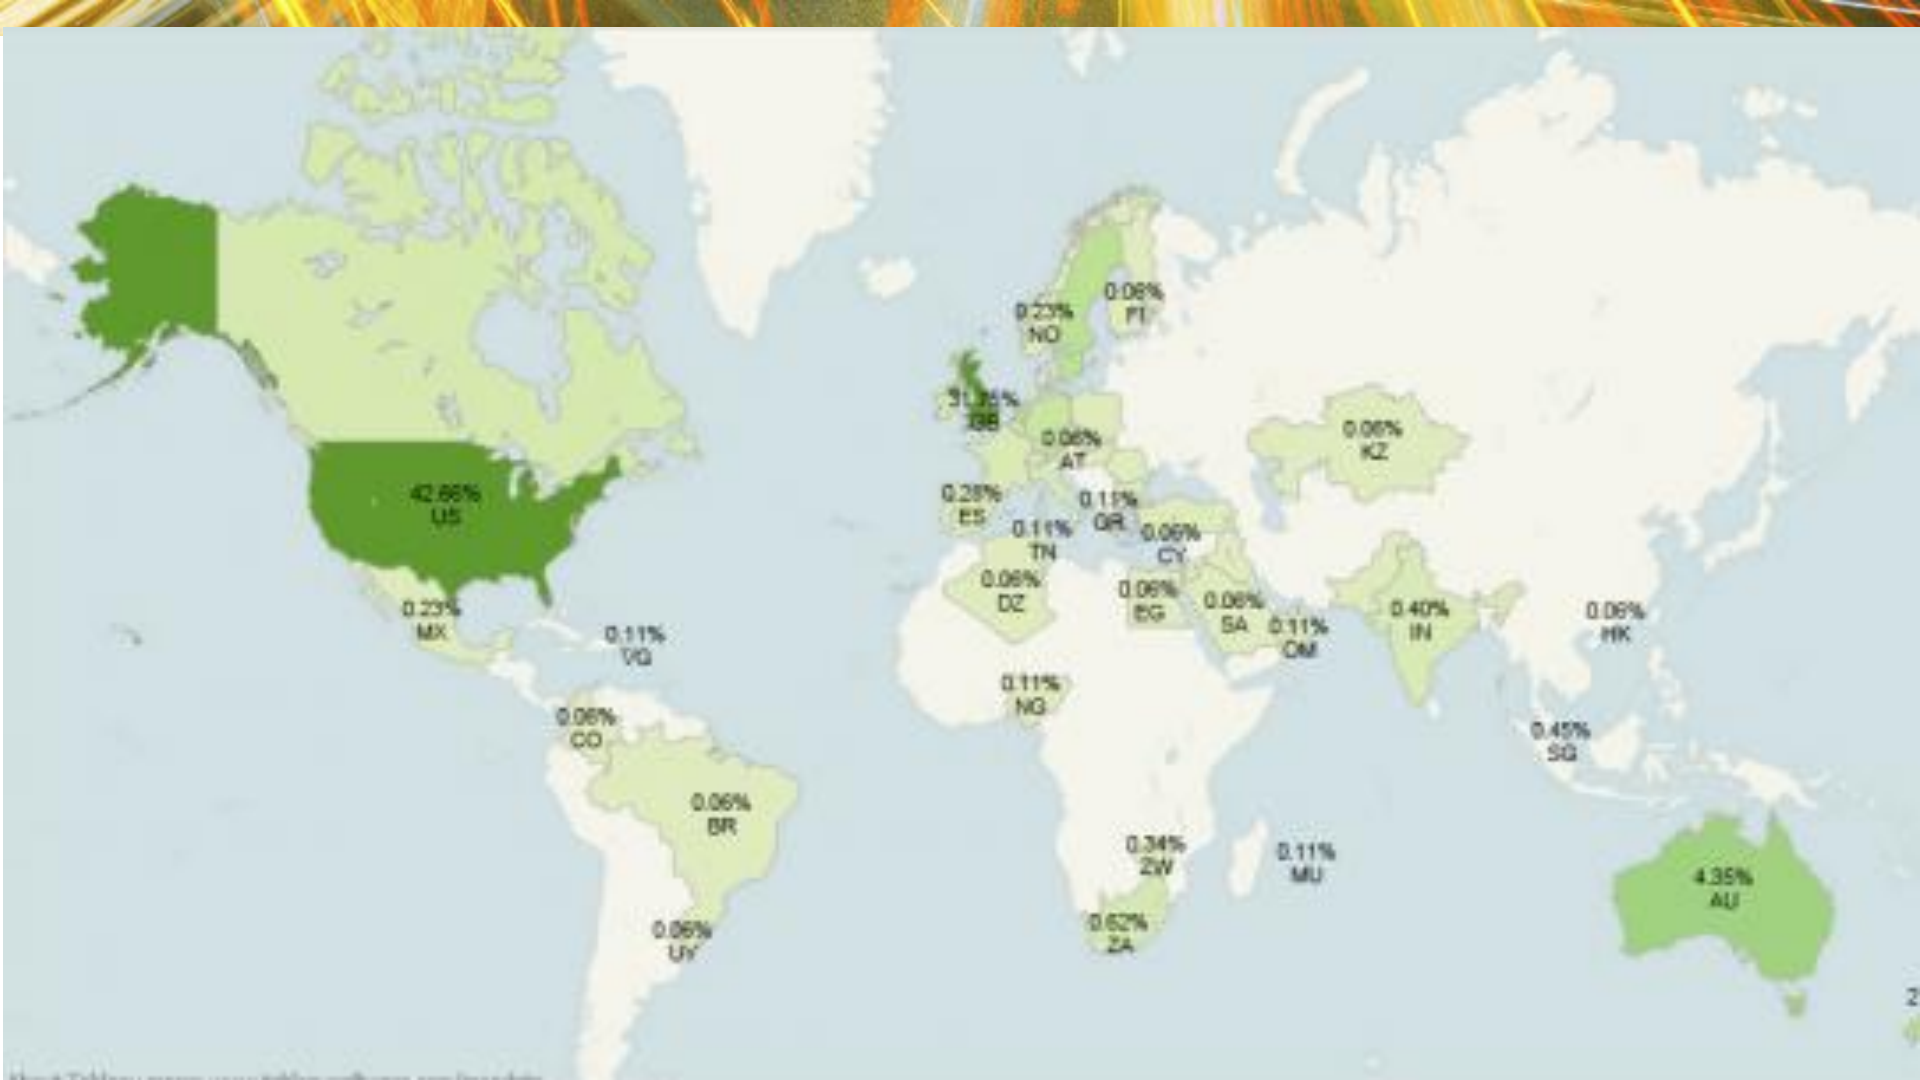 0.06%
FI
0.23%
NO
GB
0.06%
AT
0.06%
KZ
42.66%
US
0.28%
ES
0.11%
GR
0.11%
TN
0.06%
CY
0.06%
DZ
0.06%
EG
0.06%
SA
0.11%
OM
0.40%
IN
0.06%
HK
0.23%
MX
0.11%
VG
0.11%
NG
0.06%
CO
0.45%
SG
0.06%
BR
0.34%
ZW
0.11%
MU
4.35%
AU
0.62%
ZA
0.06%
UY
2